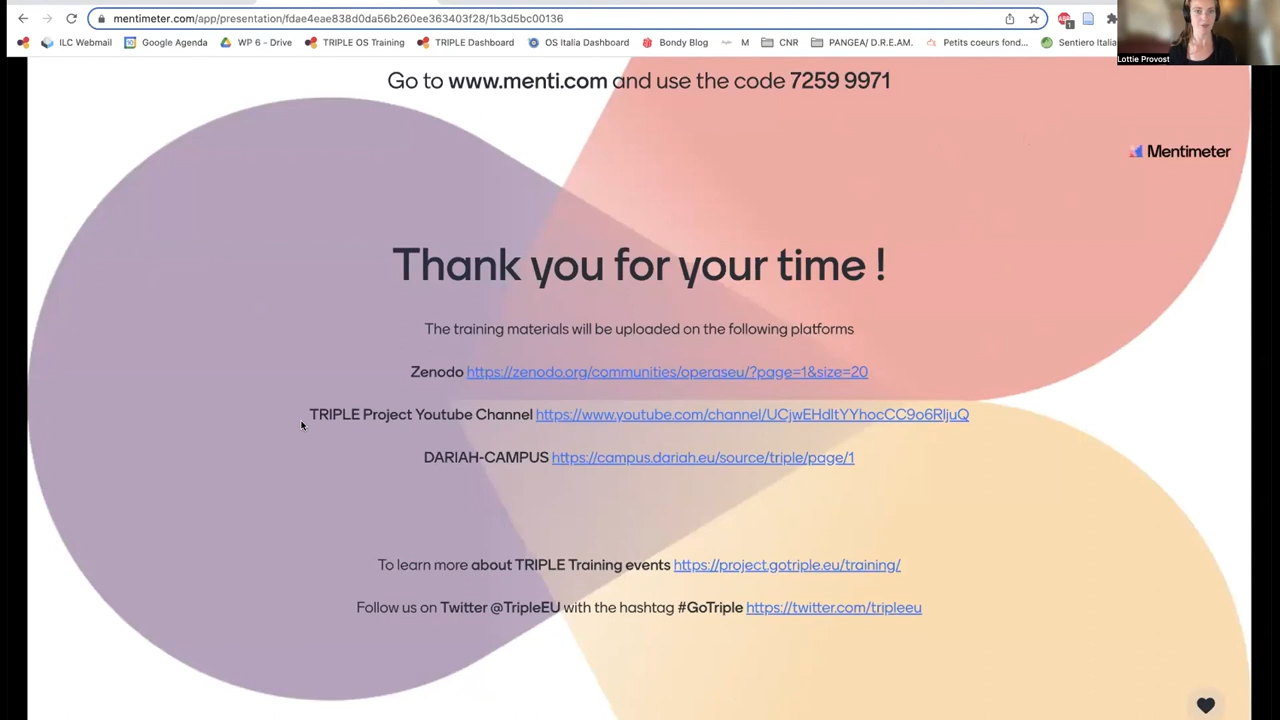 mentimeter.com/app/presentation/fdae4eae838d0da56b260ee363403f28/1b3d5bc00136
ILC Webmail
Google Agenda
WP 6 - Drive
TRIPLE OS Training
TRIPLE Dashboard
OS Italia Dashboard
Bondy Blog
M
CNR
PANGEA/ D.R.E.AM.
Petits coeurs fond...
Sentiero Italia
Lottie Provost
Go to www.menti.com and use the code 7259 9971
Mentimeter
Thank you for your time !
The training materials will be uploaded on the following platforms
Zenodo https://zenodo.org/communities/operaseu/?page=1&size=20
TRIPLE Project Youtube Channel https://www.youtube.com/channel/UCjwEHdltYYhocCC9o6RIjuQ
DARIAH-CAMPUS https://campus.dariah.eu/source/triple/page/1
To learn more about TRIPLE Training events https://project.gotriple.eu/training/
Follow us on Twitter @TripleEU with the hashtag #GoTriple https://twitter.com/tripleeu